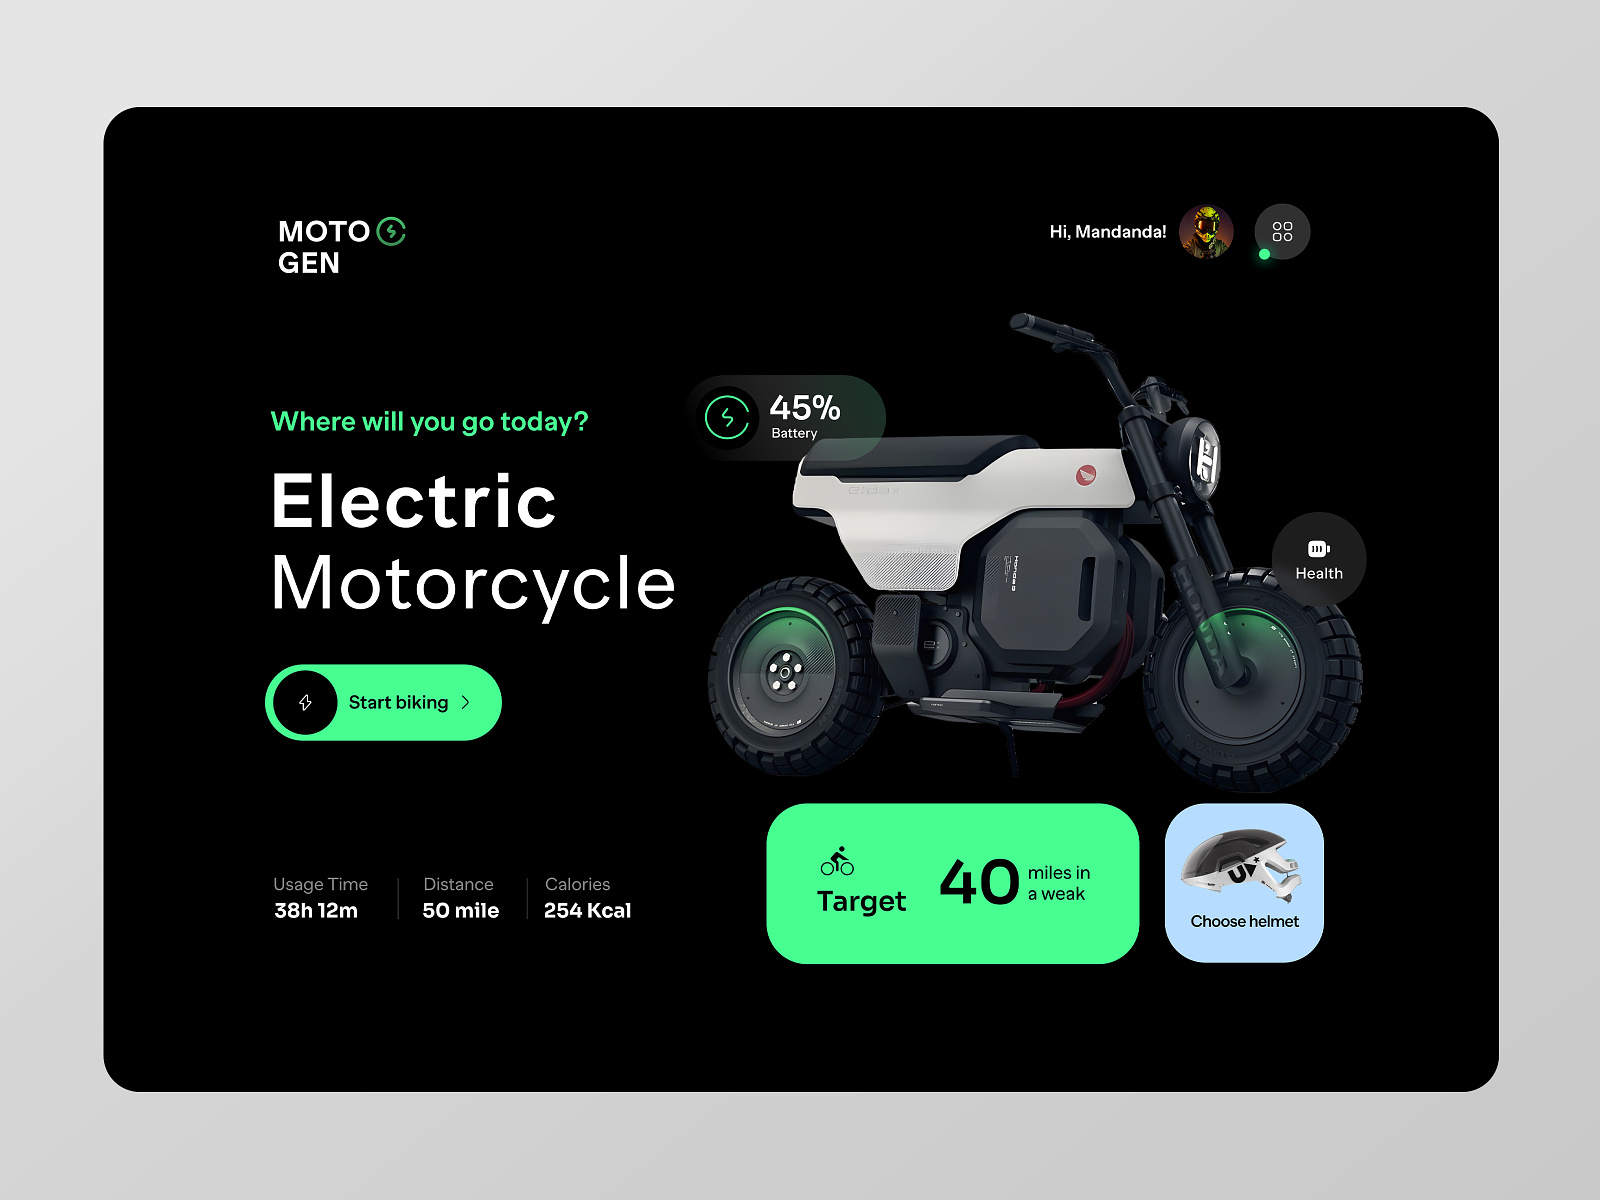 MOTO
GEN
Hi, Mandanda!
Where will you go today?
45%
Battery
Electric
Motorcycle
Health
Start biking
Usage Time
38h 12m
Distance
50 mile
Calories
254 Kcal
Target
40
miles in
a weak
Choose helmet